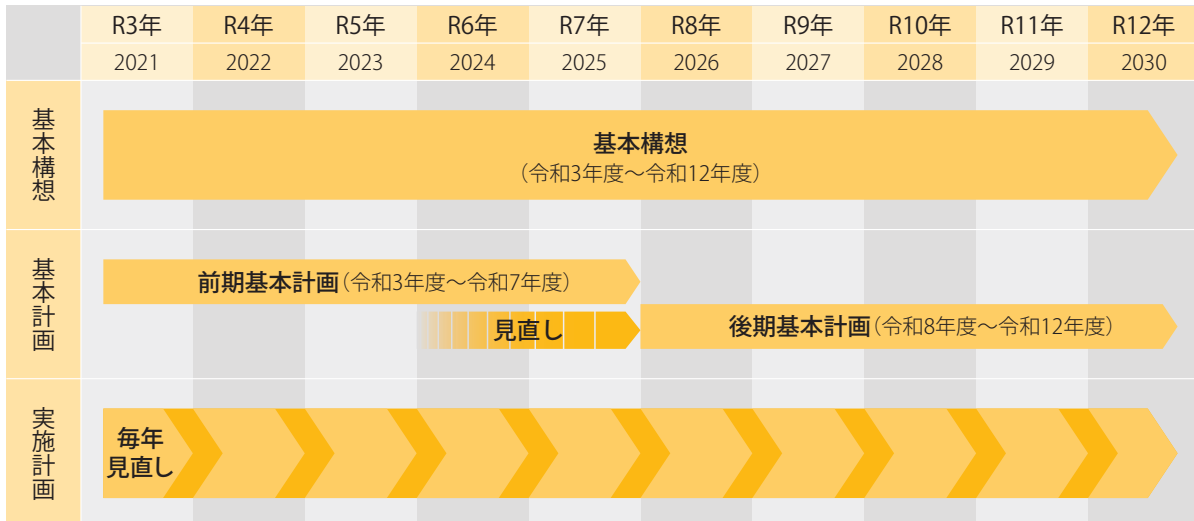 R3年 R4年 R5年 R6年 R7年 R8年 R9年 R10年 R11年 R12年
2021 2022 2023 2024 2025 2026 2027 2028 2029 2030
基本構想
基本構想
（令和3年度～令和12年度）
基本計画
前期基本計画（令和3年度～令和7年度）
見直し
後期基本計画（令和8年度～令和12年度）
実施計画
毎年
見直し